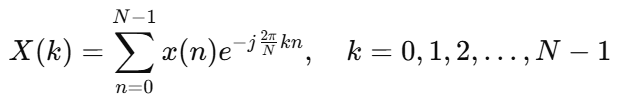 X(k) = \sum_{n=0}^{N-1} x(n) e^{-j \frac{2\pi}{N} kn}, \quad k = 0, 1, 2, \ldots, N-1